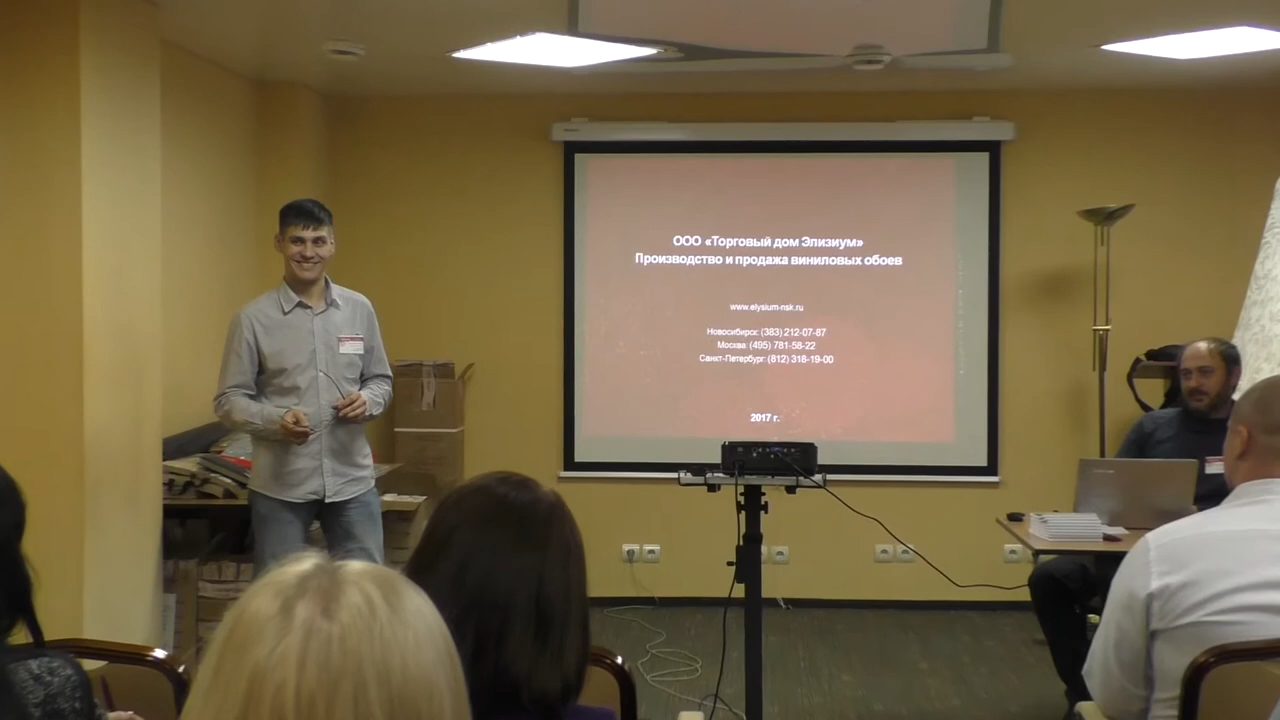 ООО «Торговый дом Элизиум»
Производство и продажа виниловых обоев
www.elysium-nsk.ru
Новосибирск: (383) 212-07-87
Москва: (495) 781-58-22
Санкт-Петербург: (812) 318-19-00
2017 г.